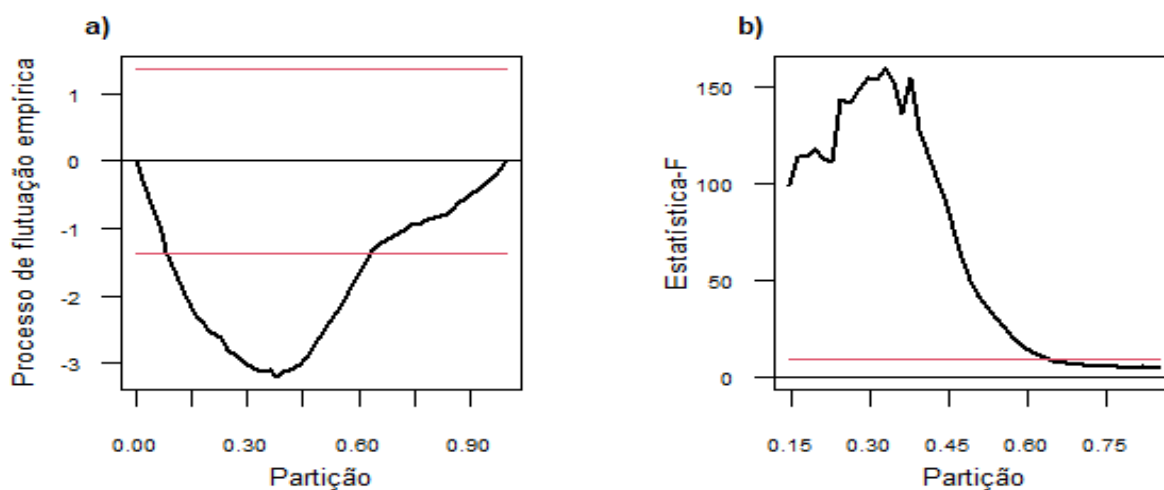 a)
Processo de flutuação empírica
1
0
-1
-2
-3
0.00 0.30 0.60 0.90
Partição
b)
Estatística-F
150
100
50
0
0.15 0.30 0.45 0.60 0.75
Partição